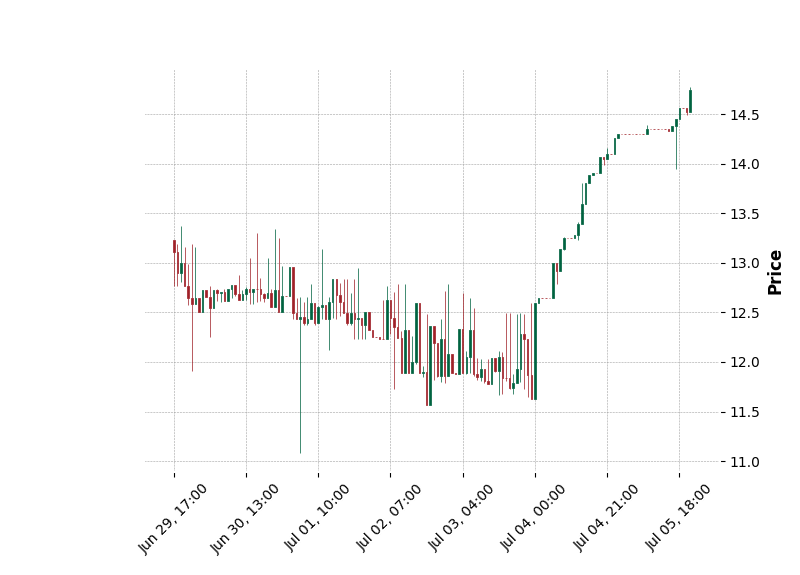 14.5
14.0
13.5
13.0
12.5
12.0
11.5
11.0
Price
Jun 29, 17:00
Jun 30, 13:00
Jul 01, 10:00
Jul 02, 07:00
Jul 03, 04:00
Jul 04, 00:00
Jul 04, 21:00
Jul 05, 18:00